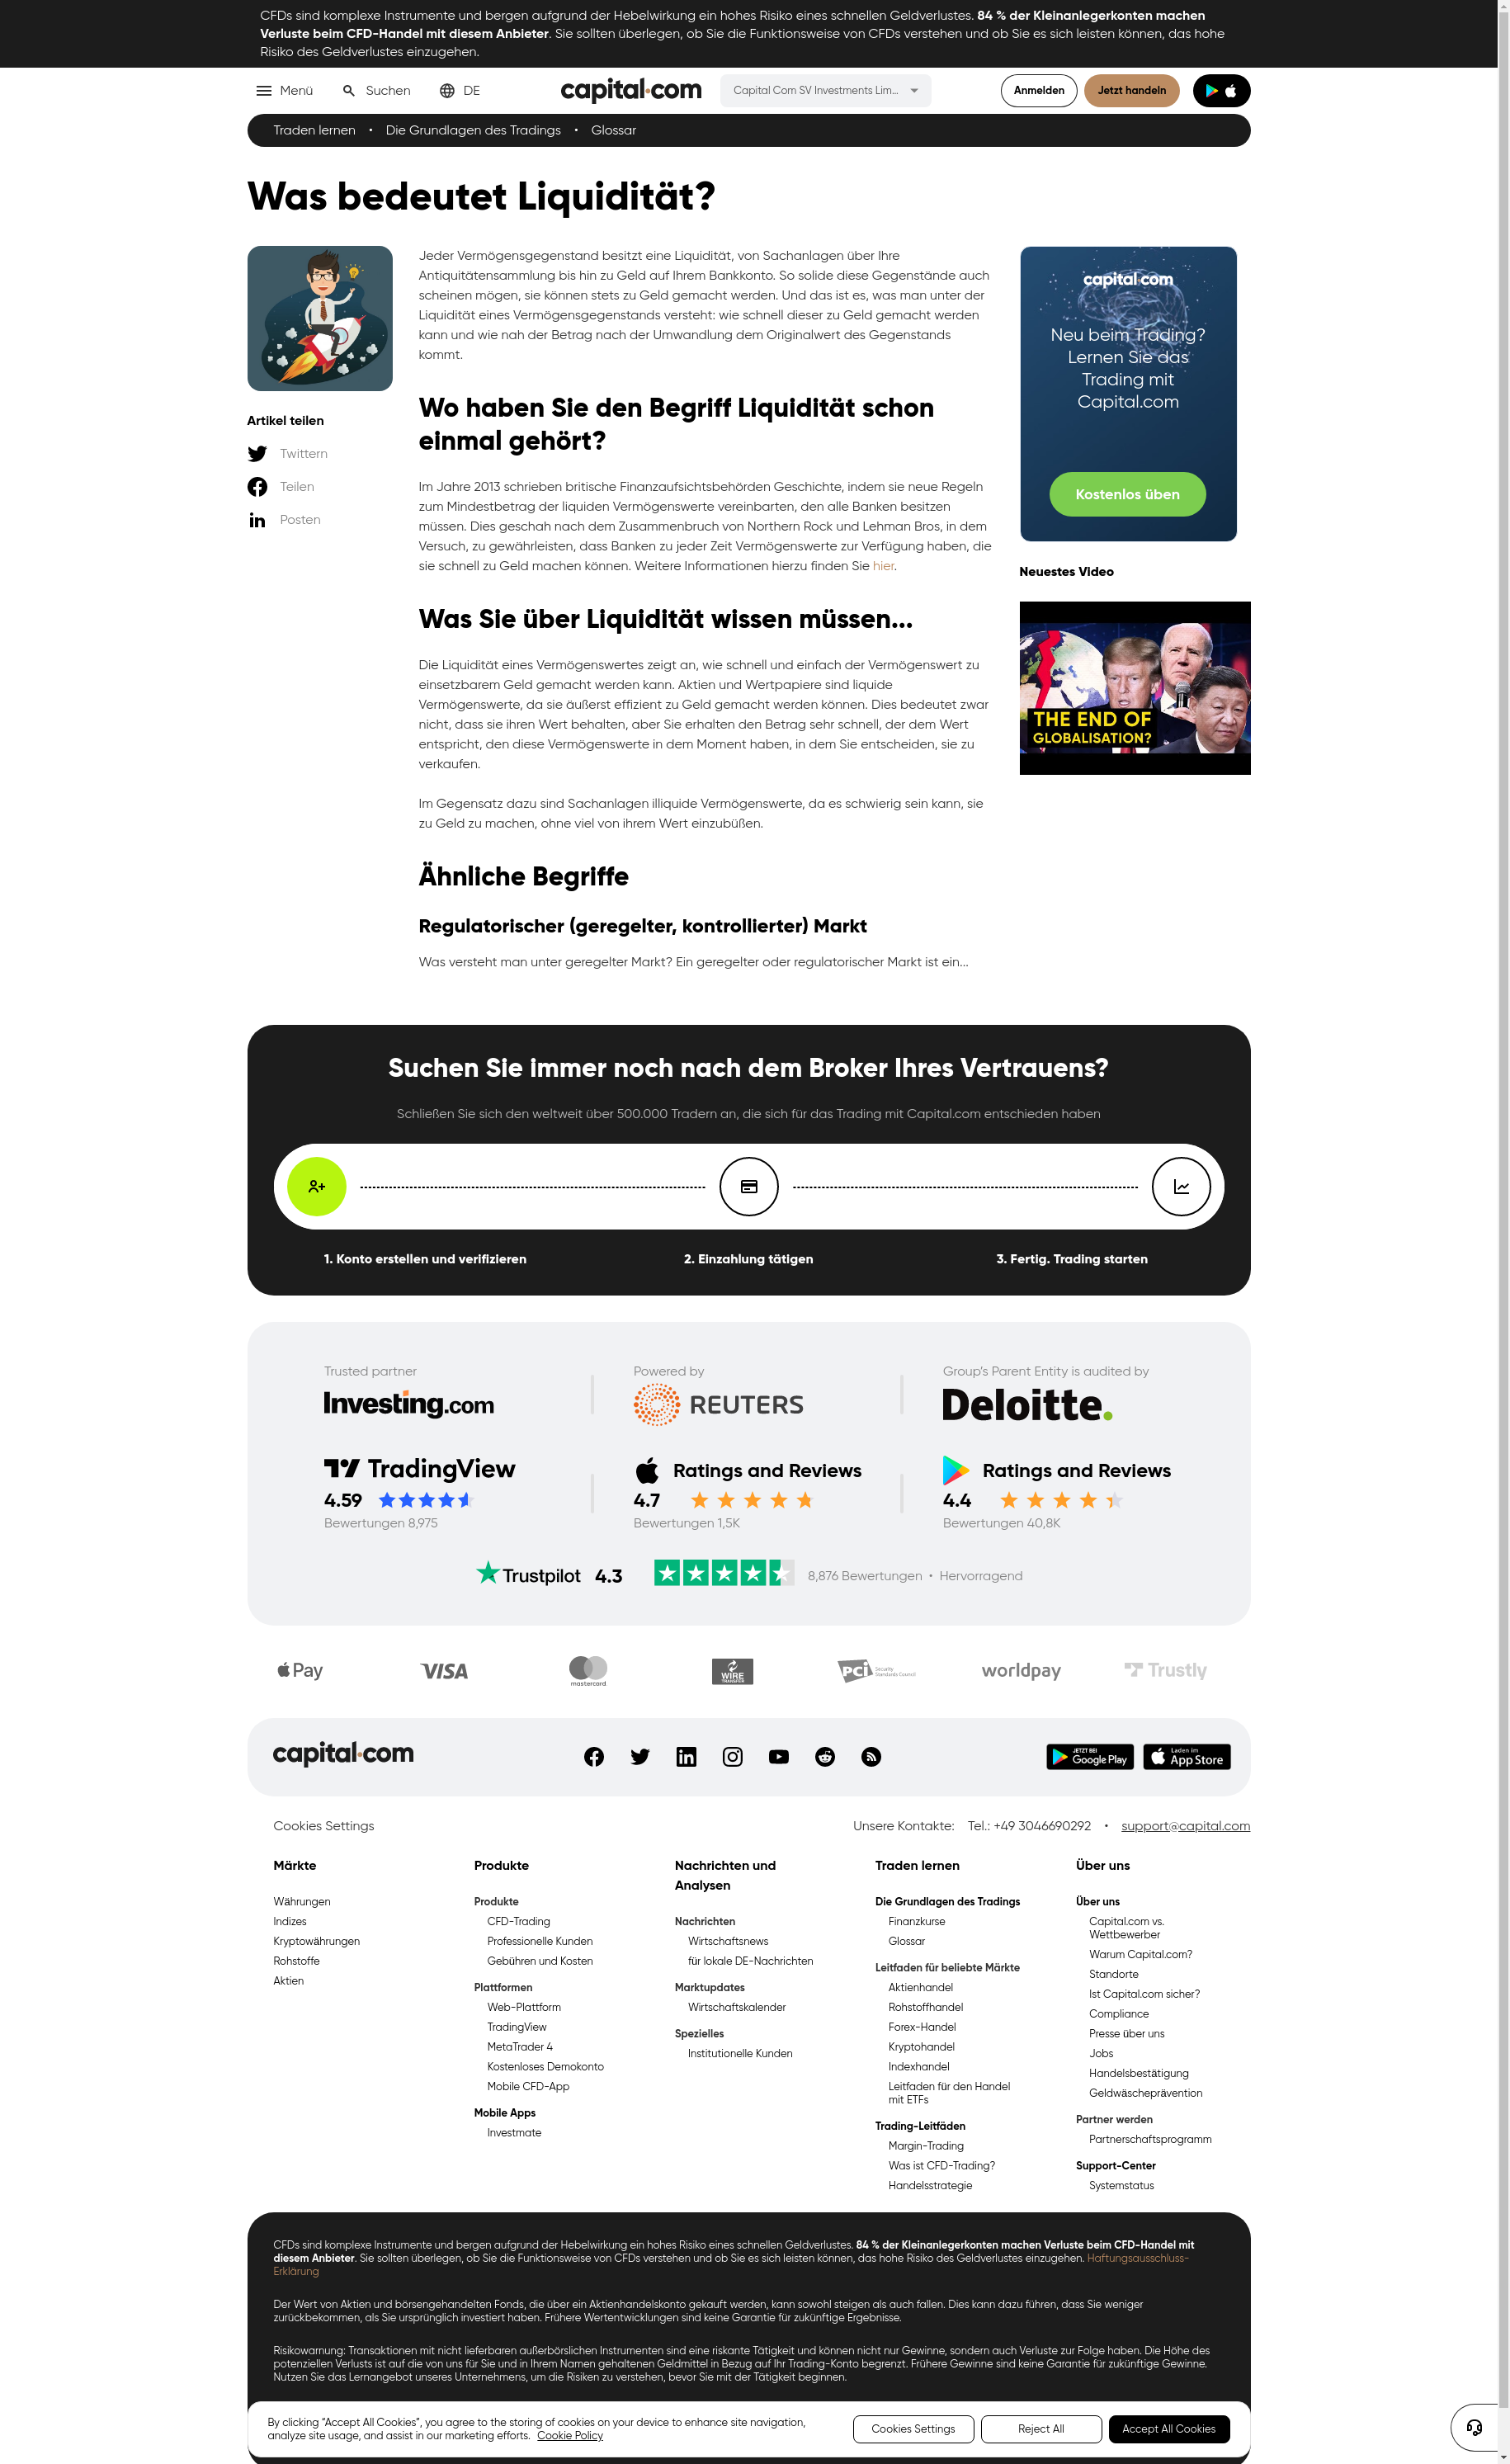 CFDs sind komplexe Instrumente und bergen aufgrund der Hebelwirkung ein hohes Risiko eines schnellen Geldverlustes. 84 % der Kleinanlegerkonten machen
Verluste beim CFD-Handel mit diesem Anbieter. Sie sollten überlegen, ob Sie die Funktionsweise von CFDs verstehen und ob Sie es sich leisten können, das hohe
Risiko des Geldverlustes einzugehen.
Menü
Suchen
DE
capital.com
Capital Com SV Investments Lim...
Anmelden
Jetzt handeln
Traden lernen • Die Grundlagen des Tradings • Glossar
Was bedeutet Liquidität?
Artikel teilen
Twittern
Teilen
Posten
Jeder Vermögensgegenstand besitzt eine Liquidität, von Sachanlagen über Ihre
Antiquitätensammlung bis hin zu Geld auf Ihrem Bankkonto. So solide diese Gegenstände auch
scheinen mögen, sie können stets zu Geld gemacht werden. Und das ist es, was man unter der
Liquidität eines Vermögensgegenstands versteht: wie schnell dieser zu Geld gemacht werden
kann und wie nah der Betrag nach der Umwandlung dem Originalwert des Gegenstands
kommt.
Wo haben Sie den Begriff Liquidität schon
einmal gehört?
Im Jahre 2013 schrieben britische Finanzaufsichtsbehörden Geschichte, indem sie neue Regeln
zum Mindestbetrag der liquiden Vermögenswerte vereinbarten, den alle Banken besitzen
müssen. Dies geschah nach dem Zusammenbruch von Northern Rock und Lehman Bros, in dem
Versuch, zu gewährleisten, dass Banken zu jeder Zeit Vermögenswerte zur Verfügung haben, die
sie schnell zu Geld machen können. Weitere Informationen hierzu finden Sie hier.
Was Sie über Liquidität wissen müssen...
Die Liquidität eines Vermögenswertes zeigt an, wie schnell und einfach der Vermögenswert zu
einsetzbarem Geld gemacht werden kann. Aktien und Wertpapiere sind liquide
Vermögenswerte, da sie äußerst effizient zu Geld gemacht werden können. Dies bedeutet zwar
nicht, dass sie ihren Wert behalten, aber Sie erhalten den Betrag sehr schnell, der dem Wert
entspricht, den diese Vermögenswerte in dem Moment haben, in dem Sie entscheiden, sie zu
verkaufen.
Im Gegensatz dazu sind Sachanlagen illiquide Vermögenswerte, da es schwierig sein kann, sie
zu Geld zu machen, ohne viel von ihrem Wert einzubüßen.
Ähnliche Begriffe
Regulatorischer (geregelter, kontrollierter) Markt
Was versteht man unter geregelter Markt? Ein geregelter oder regulatorischer Markt ist ein...
capital.com
Neu beim Trading?
Lernen Sie das
Trading mit
Capital.com
Kostenlos üben
Neuestes Video
THE END OF
GLOBALISATION?
Suchen Sie immer noch nach dem Broker Ihres Vertrauens?
Schließen Sie sich den weltweit über 500.000 Tradern an, die sich für das Trading mit Capital.com entschieden haben
1. Konto erstellen und verifizieren
2. Einzahlung tätigen
3. Fertig. Trading starten
Trusted partner
Investing.com
Powered by
REUTERS
Group's Parent Entity is audited by
Deloitte.
TradingView
4.59
Bewertungen 8,975
Ratings and Reviews
4.7
Bewertungen 1,5K
Ratings and Reviews
4.4
Bewertungen 40,8K
Trustpilot 4.3
8,876 Bewertungen • Hervorragend
Pay
VISA
mastercard
WIRE
TRANSFER
PCI Security
Standards Council
worldpay
Trustly
capital.com
JETZT BEI
Google Play
Laden im
App Store
Cookies Settings
Unsere Kontakte: Tel.: +49 3046690292 • support@capital.com
Märkte
Währungen
Indizes
Kryptowährungen
Rohstoffe
Aktien
Produkte
Produkte
CFD-Trading
Professionelle Kunden
Gebühren und Kosten
Plattformen
Web-Plattform
TradingView
MetaTrader 4
Kostenloses Demokonto
Mobile CFD-App
Mobile Apps
Investmate
Nachrichten und
Analysen
Nachrichten
Wirtschaftsnews
für lokale DE-Nachrichten
Marktupdates
Wirtschaftskalender
Spezielles
Institutionelle Kunden
Traden lernen
Die Grundlagen des Tradings
Finanzkurse
Glossar
Leitfaden für beliebte Märkte
Aktienhandel
Rohstoffhandel
Forex-Handel
Kryptohandel
Indexhandel
Leitfaden für den Handel
mit ETFs
Trading-Leitfäden
Margin-Trading
Was ist CFD-Trading?
Handelsstrategie
Über uns
Über uns
Capital.com vs.
Wettbewerber
Warum Capital.com?
Standorte
Ist Capital.com sicher?
Compliance
Presse über uns
Jobs
Handelsbestätigung
Geldwäscheprävention
Partner werden
Partnerschaftsprogramm
Support-Center
Systemstatus
CFDs sind komplexe Instrumente und bergen aufgrund der Hebelwirkung ein hohes Risiko eines schnellen Geldverlustes. 84 % der Kleinanlegerkonten machen Verluste beim CFD-Handel mit
diesem Anbieter. Sie sollten überlegen, ob Sie die Funktionsweise von CFDs verstehen und ob Sie es sich leisten können, das hohe Risiko des Geldverlustes einzugehen. Haftungsausschluss-
Erklärung
Der Wert von Aktien und börsengehandelten Fonds, die über ein Aktienhandelskonto gekauft werden, kann sowohl steigen als auch fallen. Dies kann dazu führen, dass Sie weniger
zurückbekommen, als Sie ursprünglich investiert haben. Frühere Wertentwicklungen sind keine Garantie für zukünftige Ergebnisse.
Risikowarnung: Transaktionen mit nicht lieferbaren außerbörslichen Instrumenten sind eine riskante Tätigkeit und können nicht nur Gewinne, sondern auch Verluste zur Folge haben. Die Höhe des
potenziellen Verlusts ist auf die von uns für Sie und in Ihrem Namen gehaltenen Geldmittel in Bezug auf Ihr Trading-Konto begrenzt. Frühere Gewinne sind keine Garantie für zukünftige Gewinne.
Nutzen Sie das Lernangebot unseres Unternehmens, um die Risiken zu verstehen, bevor Sie mit der Tätigkeit beginnen.
By clicking “Accept All Cookies”, you agree to the storing of cookies on your device to enhance site navigation,
analyze site usage, and assist in our marketing efforts. Cookie Policy
Cookies Settings
Reject All
Accept All Cookies